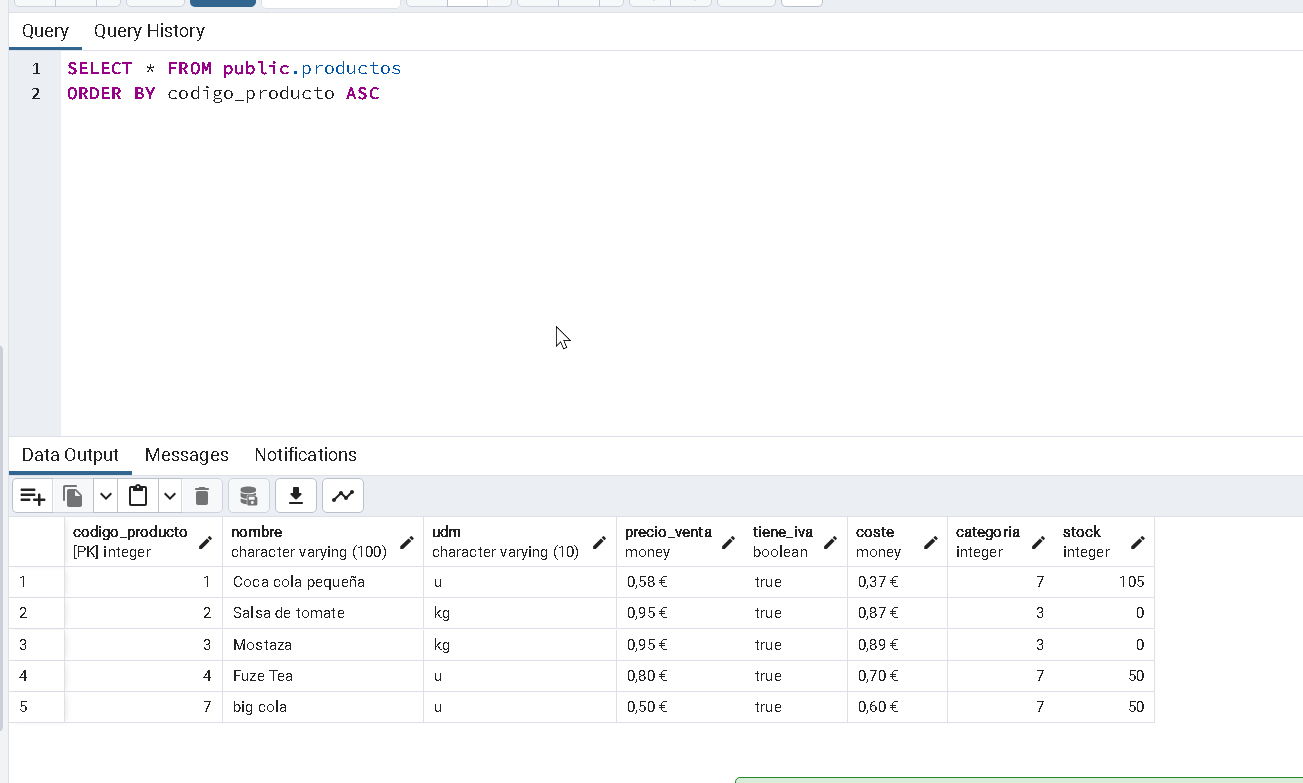 Query Query History
1 SELECT * FROM public.productos
2 ORDER BY codigo_producto ASC
Data Output Messages Notifications
codigo_producto nombre udm precio_venta tiene_iva coste categoria stock
[PK] integer character varying (100) character varying (10) money boolean money integer integer
1 1 Coca cola pequeña u 0,58 € true 0,37 € 7 105
2 2 Salsa de tomate kg 0,95 € true 0,87 € 3 0
3 3 Mostaza kg 0,95 € true 0,89 € 3 0
4 4 Fuze Tea u 0,80 € true 0,70 € 7 50
5 7 big cola u 0,50 € true 0,60 € 7 50